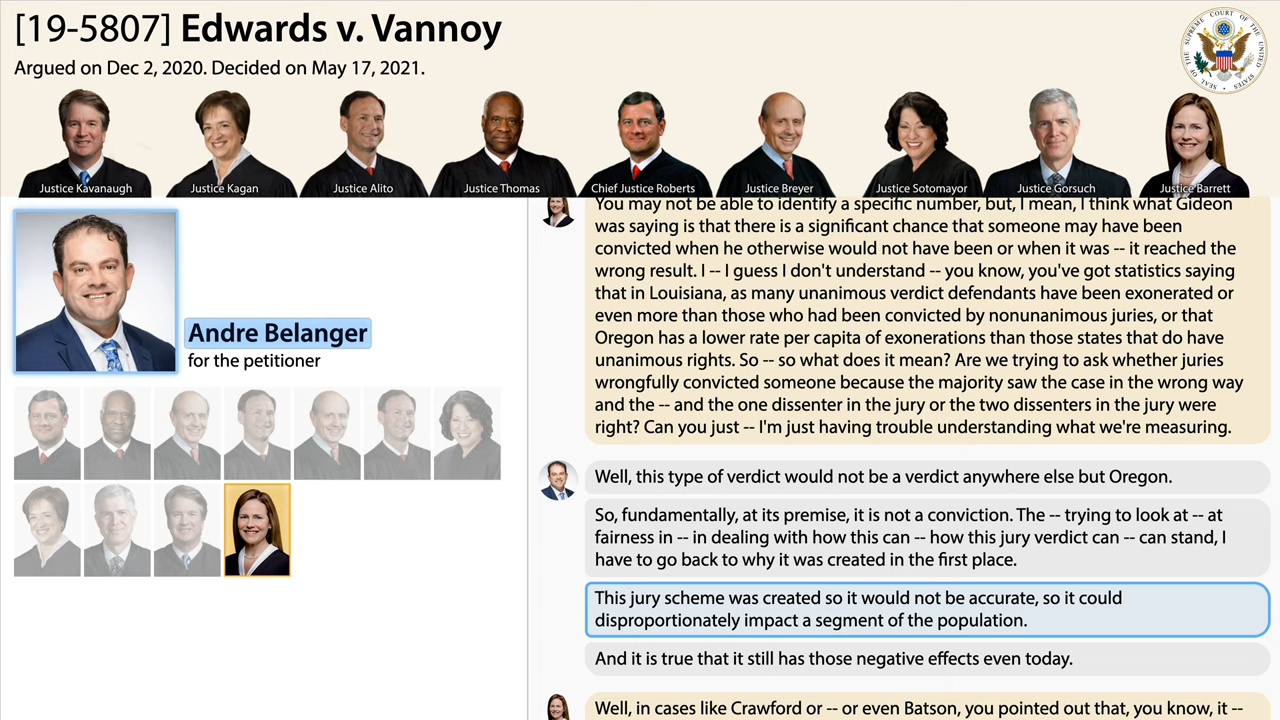 [19-5807] Edwards v. Vannoy
Argued on Dec 2, 2020. Decided on May 17, 2021.
SEAL OF THE SUPREME COURT OF THE UNITED STATES
Justice Kavanaugh
Justice Kagan
Justice Alito
Justice Thomas
Chief Justice Roberts
Justice Breyer
Justice Sotomayor
Justice Gorsuch
Justice Barrett
Andre Belanger
for the petitioner
You may not be able to identify a specific number, but, I mean, I think what Gideon
was saying is that there is a significant chance that someone may have been
convicted when he otherwise would not have been or when it was -- it reached the
wrong result. I -- I guess I don't understand -- you know, you've got statistics saying
that in Louisiana, as many unanimous verdict defendants have been exonerated or
even more than those who had been convicted by nonunanimous juries, or that
Oregon has a lower rate per capita of exonerations than those states that do have
unanimous rights. So -- so what does it mean? Are we trying to ask whether juries
wrongfully convicted someone because the majority saw the case in the wrong way
and the -- and the one dissenter in the jury or the two dissenters in the jury were
right? Can you just -- I'm just having trouble understanding what we're measuring.
Well, this type of verdict would not be a verdict anywhere else but Oregon.
So, fundamentally, at its premise, it is not a conviction. The -- trying to look at -- at
fairness in -- in dealing with how this can -- how this jury verdict can -- can stand, I
have to go back to why it was created in the first place.
This jury scheme was created so it would not be accurate, so it could
disproportionately impact a segment of the population.
And it is true that it still has those negative effects even today.
Well, in cases like Crawford or -- or even Batson, you pointed out that, you know, it --